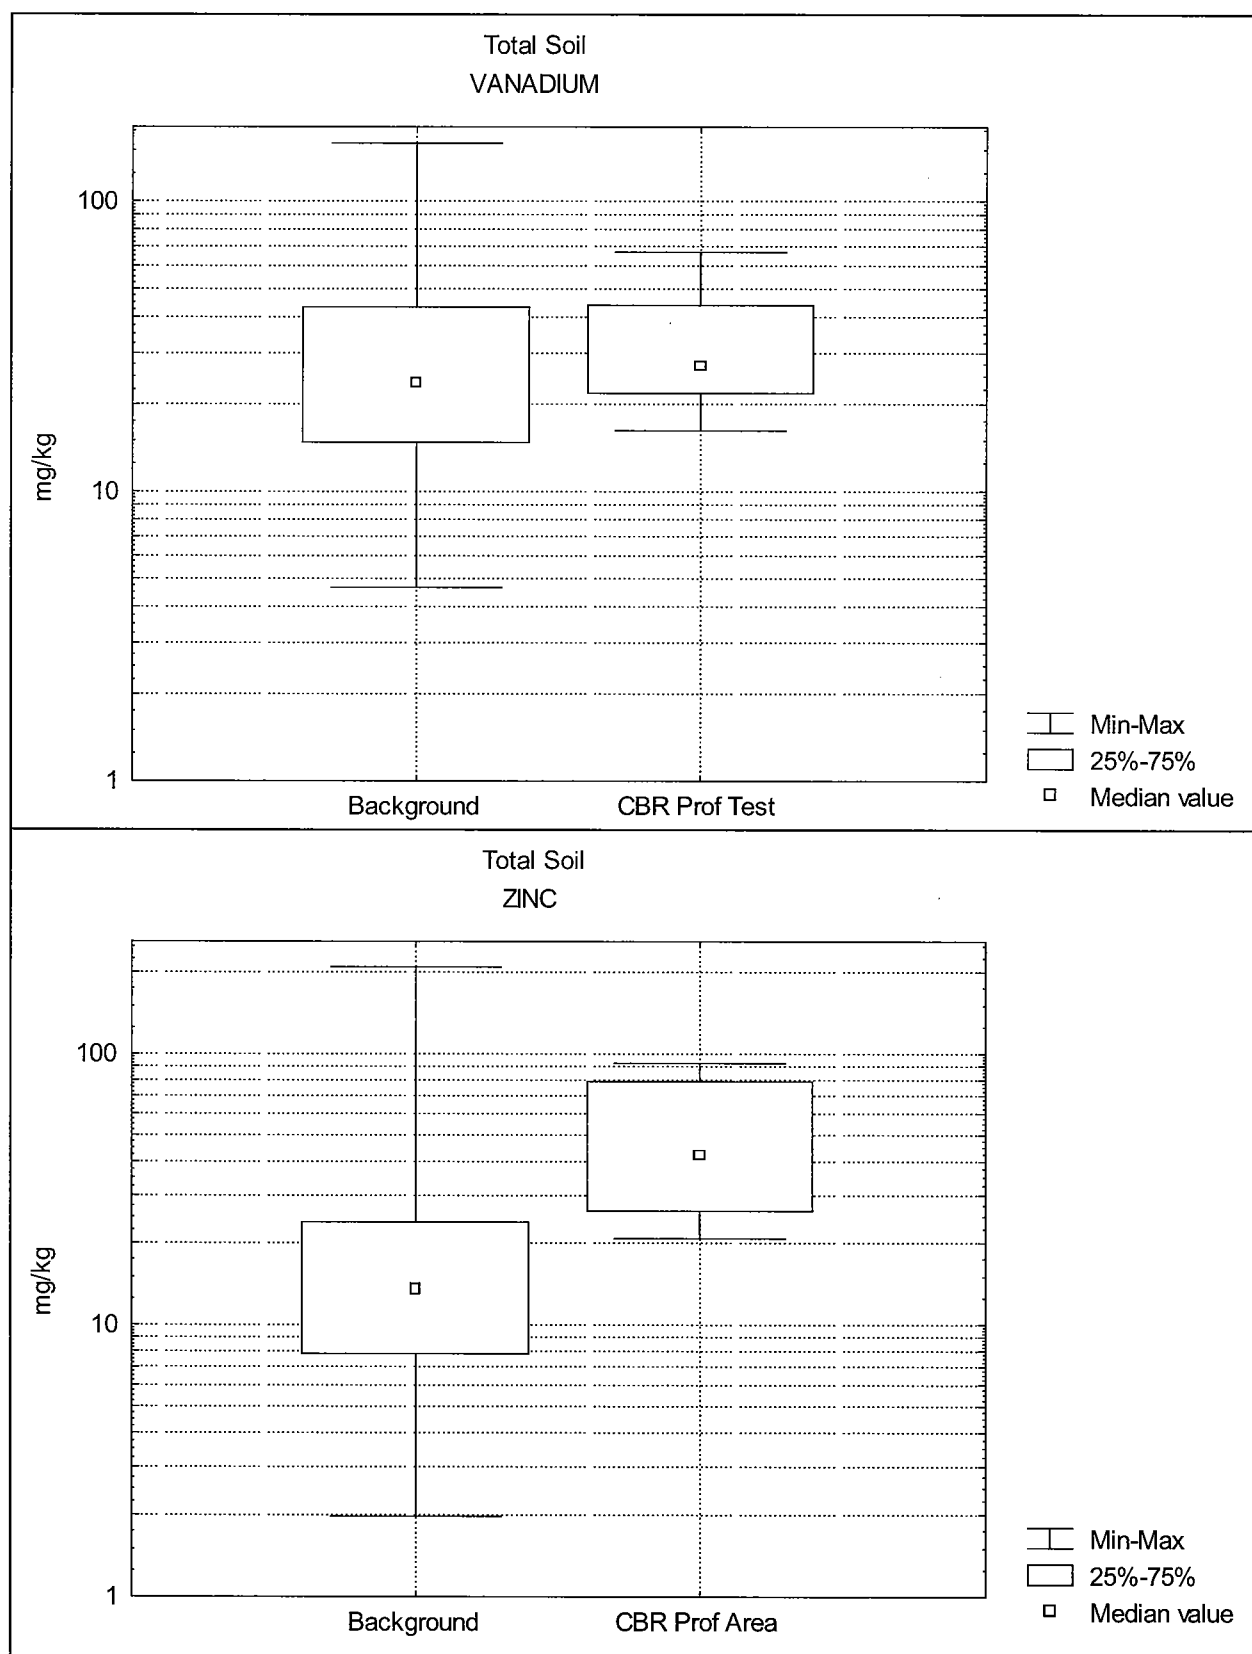 Total Soil
VANADIUM
mg/kg
100
10
1
Background
CBR Prof Test
Min-Max
25%-75%
Median value
Total Soil
ZINC
mg/kg
100
10
1
Background
CBR Prof Area
Min-Max
25%-75%
Median value